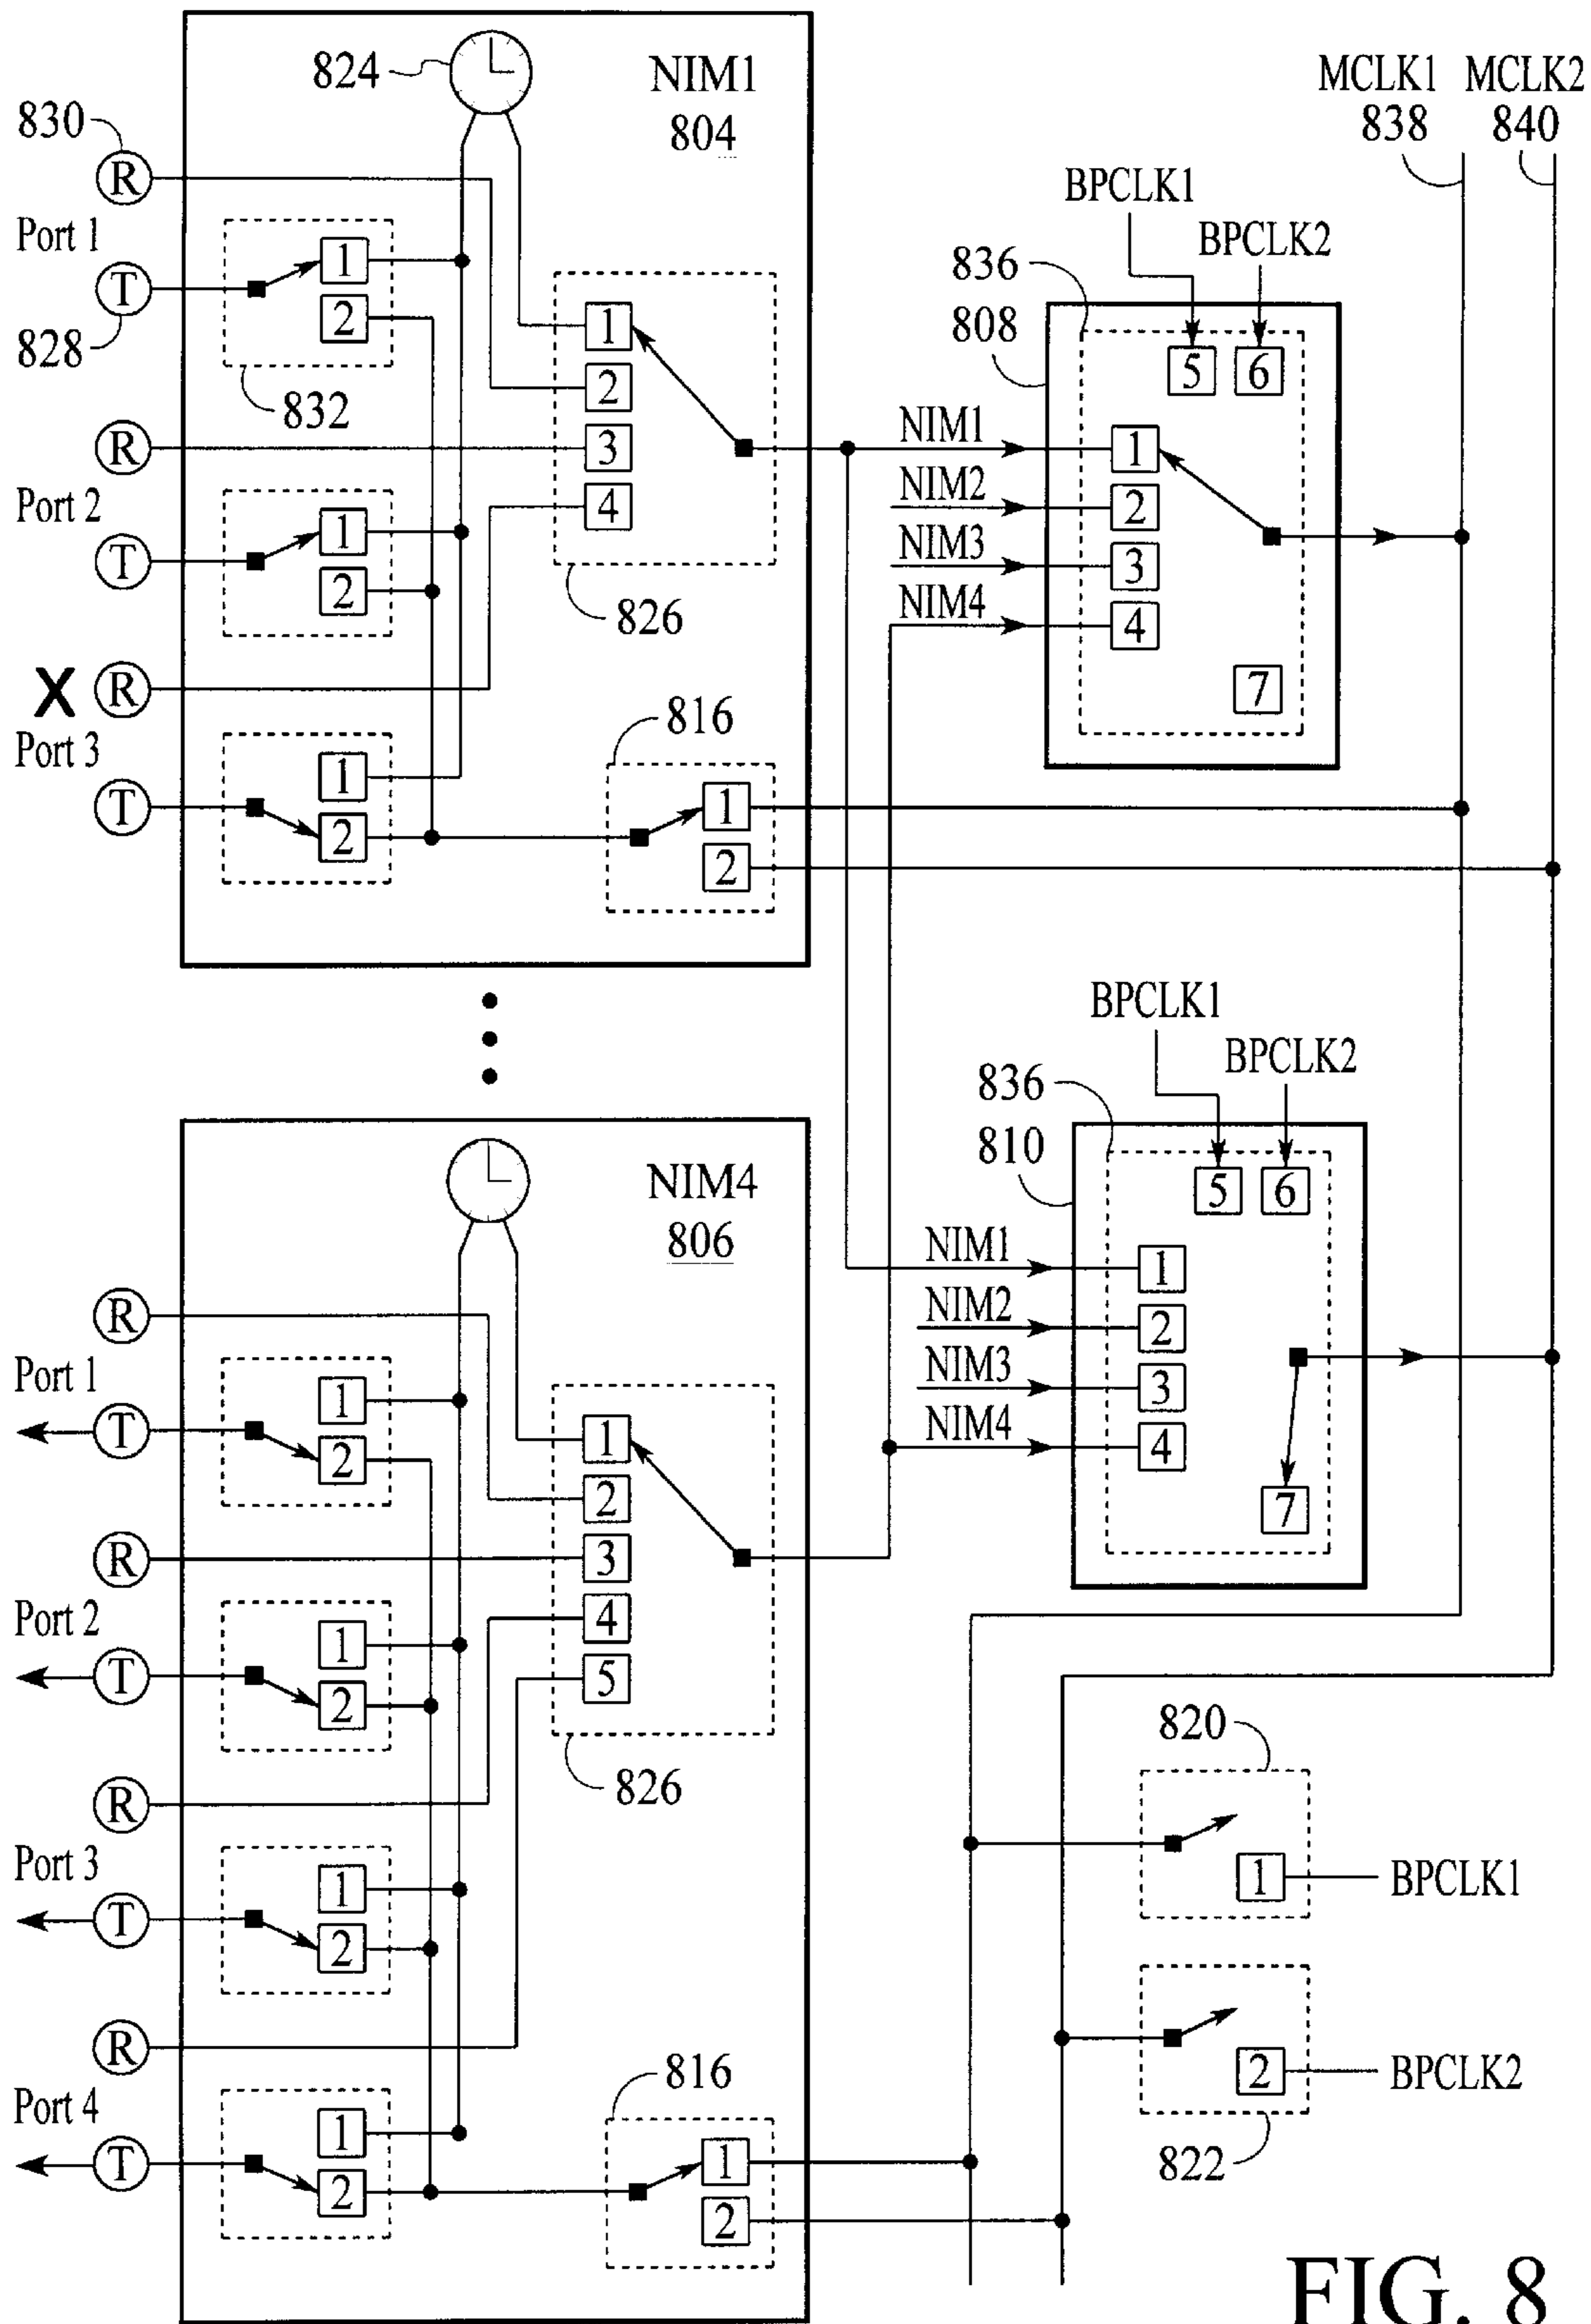 824
NIM1
804
MCLK1 MCLK2
838 840
830
R
BPCLK1
BPCLK2
Port 1
T
828
1
2
832
1
2
3
4
826
836
808
5 6
NIM1
1
NIM2
2
NIM3
3
NIM4
4
7
R
Port 2
T
1
2
X R
Port 3
T
1
2
816
1
2
BPCLK1
BPCLK2
836
810
5 6
NIM1
1
NIM2
2
NIM3
3
NIM4
4
7
NIM4
806
R
Port 1
T
1
2
1
2
3
4
5
826
R
Port 2
T
1
2
R
Port 3
T
1
2
R
Port 4
T
1
2
816
1
2
820
1
BPCLK1
2
BPCLK2
822
FIG. 8